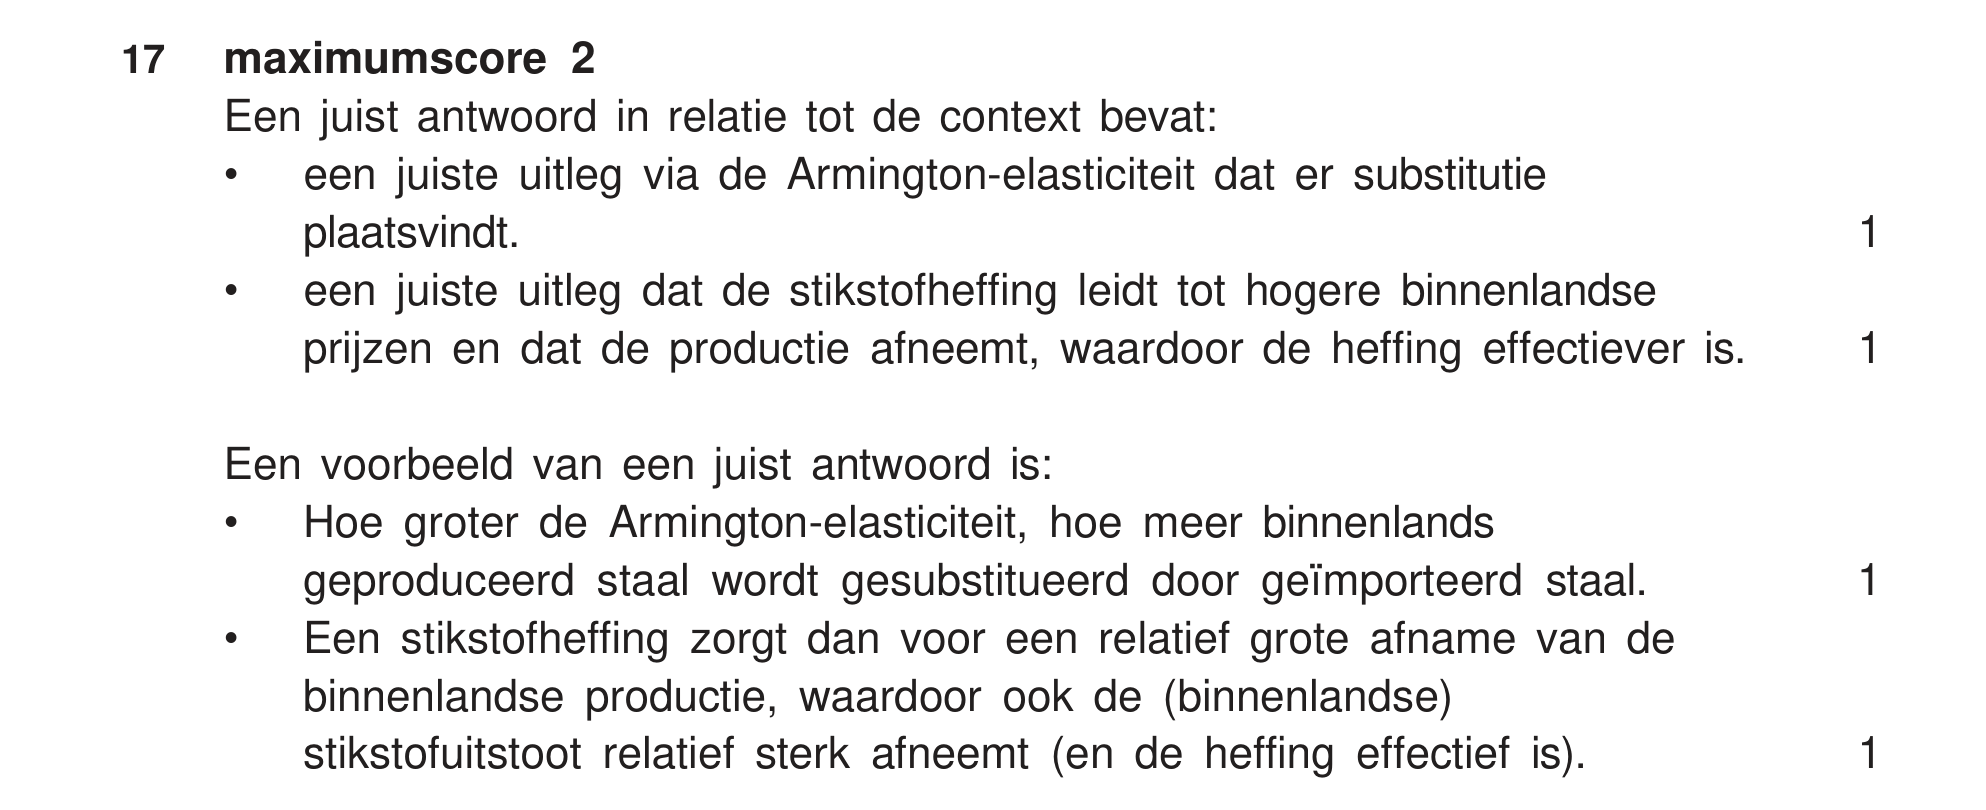 17 maximumscore 2
Een juist antwoord in relatie tot de context bevat:
• een juiste uitleg via de Armington-elasticiteit dat er substitutie
plaatsvindt. 1
• een juiste uitleg dat de stikstofheffing leidt tot hogere binnenlandse
prijzen en dat de productie afneemt, waardoor de heffing effectiever is. 1
Een voorbeeld van een juist antwoord is:
• Hoe groter de Armington-elasticiteit, hoe meer binnenlands
geproduceerd staal wordt gesubstitueerd door geïmporteerd staal. 1
• Een stikstofheffing zorgt dan voor een relatief grote afname van de
binnenlandse productie, waardoor ook de (binnenlandse)
stikstofuitstoot relatief sterk afneemt (en de heffing effectief is). 1